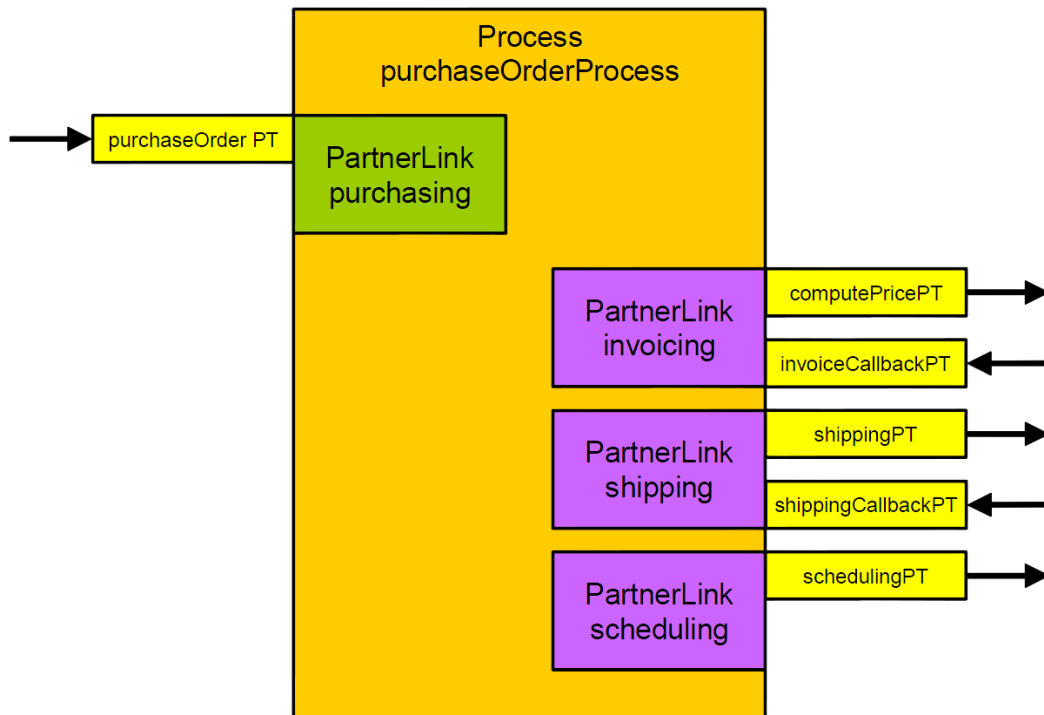 Process
purchaseOrderProcess
purchaseOrder PT
PartnerLink
purchasing
PartnerLink
invoicing
computePricePT
invoiceCallbackPT
PartnerLink
shipping
shippingPT
shippingCallbackPT
PartnerLink
scheduling
schedulingPT